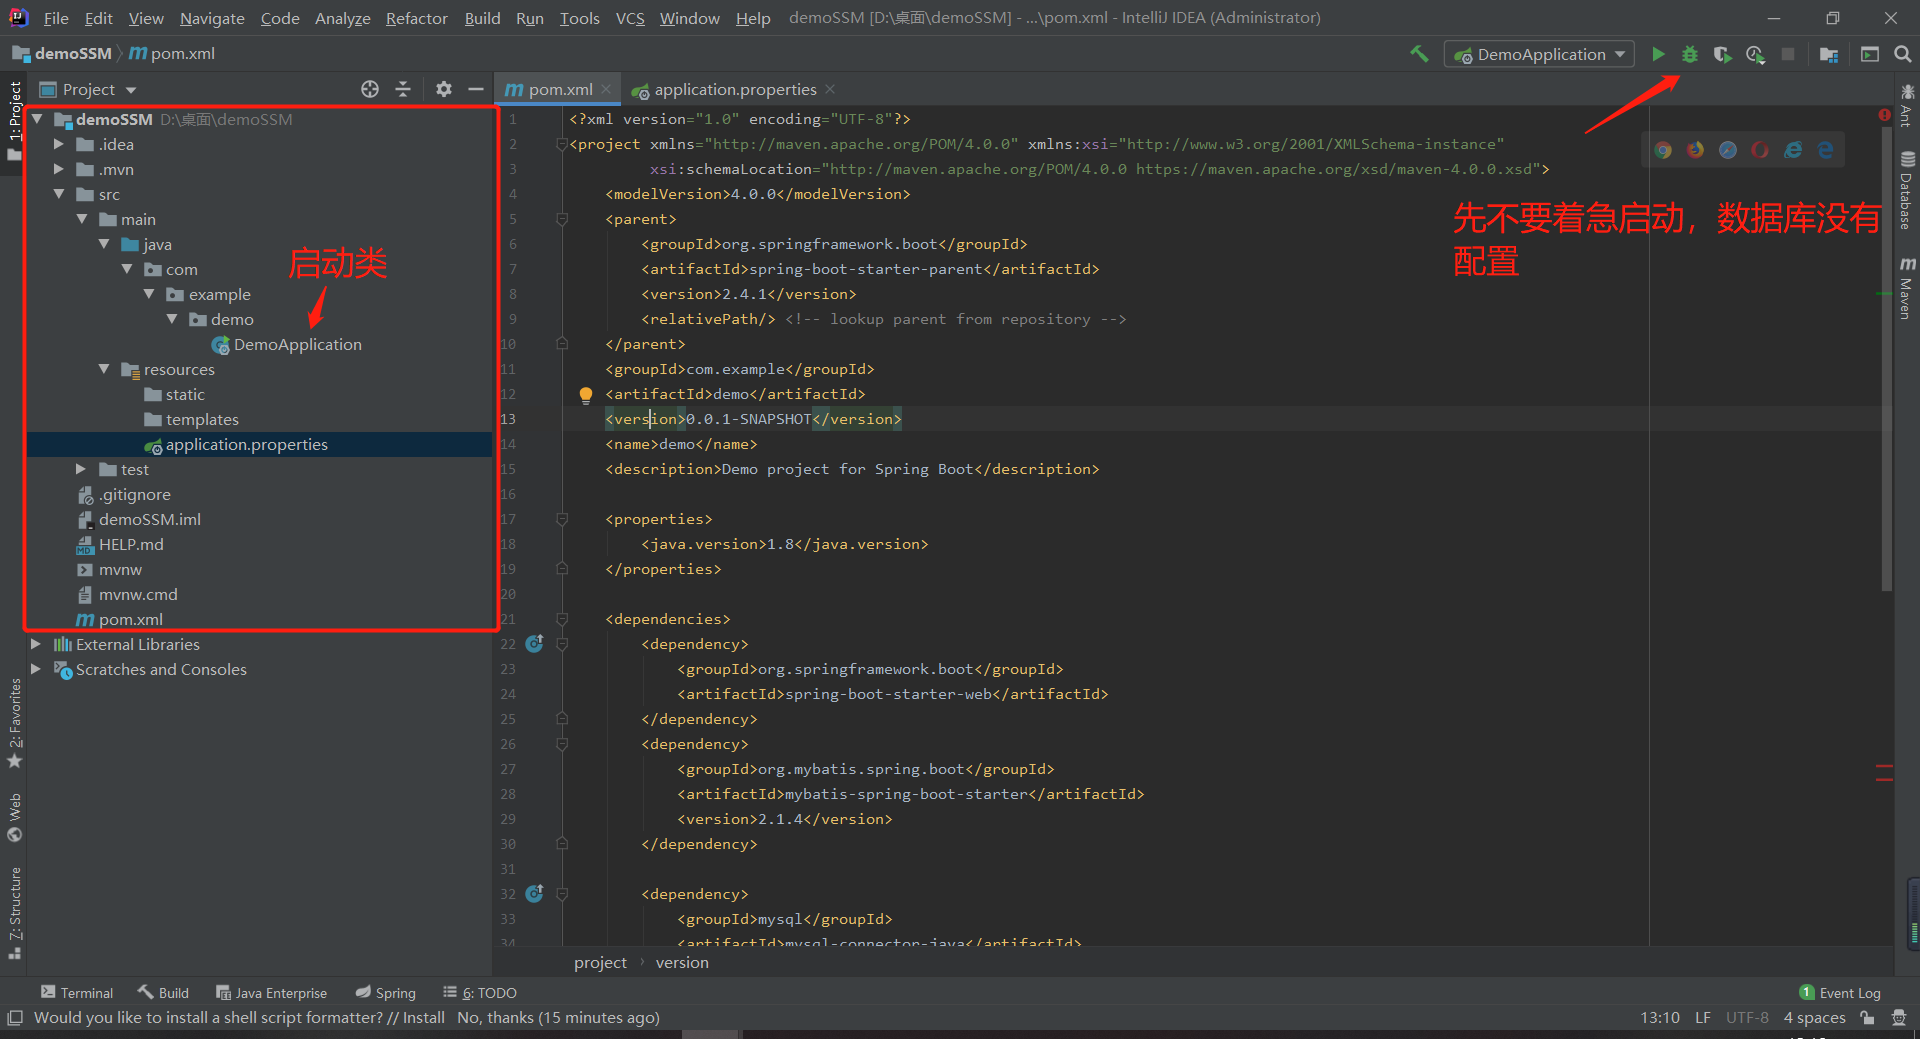 File Edit View Navigate Code Analyze Refactor Build Run Tools VCS Window Help demoSSM [D:\桌面\demoSSM] - ...\pom.xml - IntelliJ IDEA (Administrator)
demoSSM pom.xml
DemoApplication
1: Project
Project
pom.xml
application.properties
demoSSM D:\桌面\demoSSM
.idea
.mvn
src
main
java
com
example
demo
DemoApplication
resources
static
templates
application.properties
test
.gitignore
demoSSM.iml
HELP.md
mvnw
mvnw.cmd
pom.xml
External Libraries
Scratches and Consoles
启动类
1 <?xml version="1.0" encoding="UTF-8"?>
2 <project xmlns="http://maven.apache.org/POM/4.0.0" xmlns:xsi="http://www.w3.org/2001/XMLSchema-instance"
3 xsi:schemaLocation="http://maven.apache.org/POM/4.0.0 https://maven.apache.org/xsd/maven-4.0.0.xsd">
4 <modelVersion>4.0.0</modelVersion>
5 <parent>
6 <groupId>org.springframework.boot</groupId>
7 <artifactId>spring-boot-starter-parent</artifactId>
8 <version>2.4.1</version>
9 <relativePath/> <!-- lookup parent from repository -->
10 </parent>
11 <groupId>com.example</groupId>
12 <artifactId>demo</artifactId>
13 <version>0.0.1-SNAPSHOT</version>
14 <name>demo</name>
15 <description>Demo project for Spring Boot</description>
16
17 <properties>
18 <java.version>1.8</java.version>
19 </properties>
20
21 <dependencies>
22 <dependency>
23 <groupId>org.springframework.boot</groupId>
24 <artifactId>spring-boot-starter-web</artifactId>
25 </dependency>
26 <dependency>
27 <groupId>org.mybatis.spring.boot</groupId>
28 <artifactId>mybatis-spring-boot-starter</artifactId>
29 <version>2.1.4</version>
30 </dependency>
31
32 <dependency>
33 <groupId>mysql</groupId>
34 <artifactId>mysql-connector-java</artifactId>
先不要着急启动，数据库没有
配置
Ant
Database
Maven
2: Favorites
Web
Z: Structure
project › version
Terminal Build Java Enterprise Spring 6: TODO
1 Event Log
Would you like to install a shell script formatter? // Install No, thanks (15 minutes ago)
13:10 LF UTF-8 4 spaces